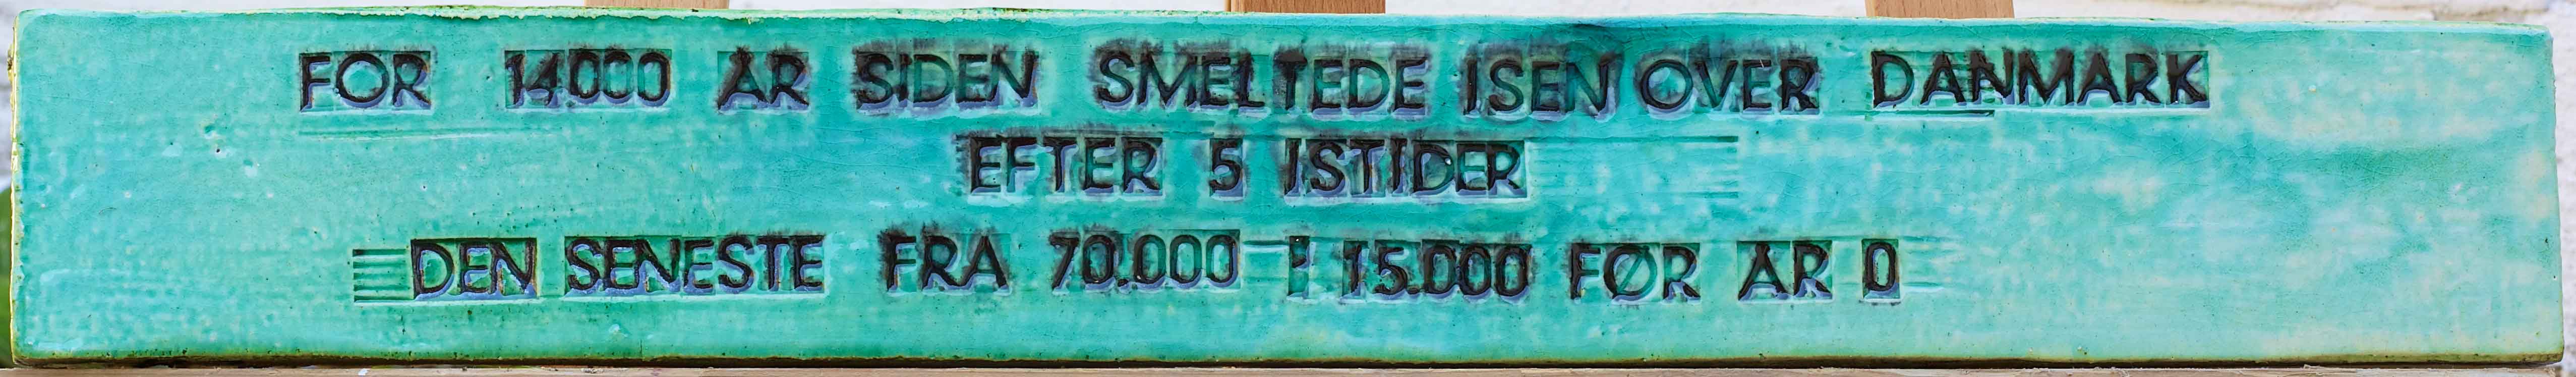 FOR 14000 ÅR SIDEN SMELTEDE ISEN OVER DANMARK
EFTER 5 ISTIDER
DEN SENESTE FRA 70.000 - 15.000 FØR ÅR 0